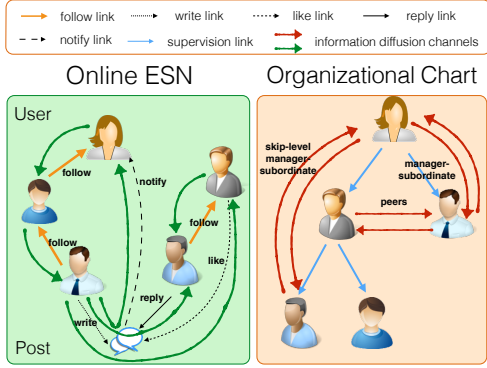 follow link
write link
like link
reply link
notify link
supervision link
information diffusion channels
Online ESN
Organizational Chart
User
skip-level
manager-
subordinate
manager-
subordinate
follow
notify
peers
follow
follow
like
reply
write
Post